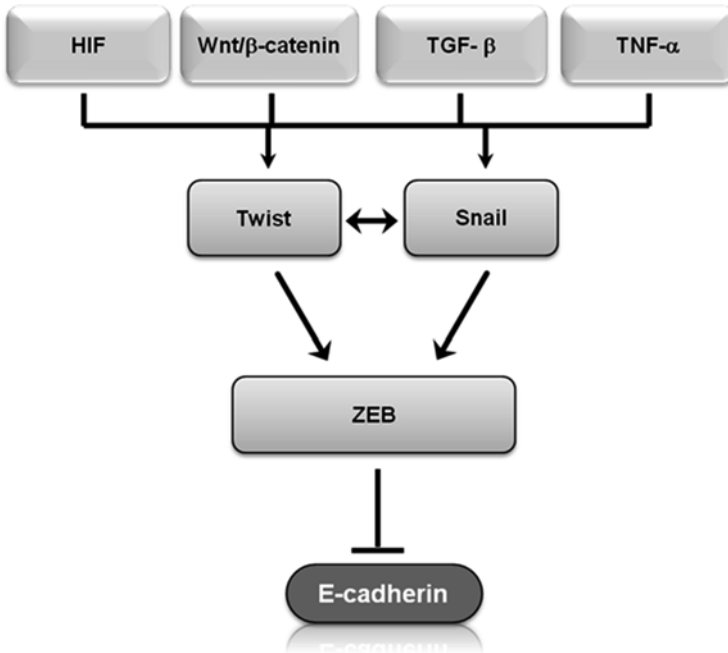 HIF
Wnt/β-catenin
TGF- β
TNF-α
Twist
Snail
ZEB
E-cadherin